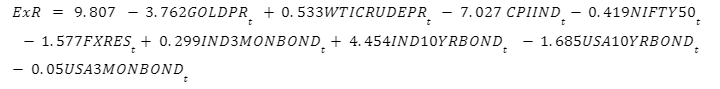 ExR = 9.807 − 3.762GOLDPR_t + 0.533WTICRUDEPR_t − 7.027 CPIIND_t − 0.419NIFTY50_t
− 1.577FXRES_t + 0.299IND3MONBOND_t + 4.454IND10YRBOND_t − 1.685USA10YRBOND_t
− 0.05USA3MONBOND_t